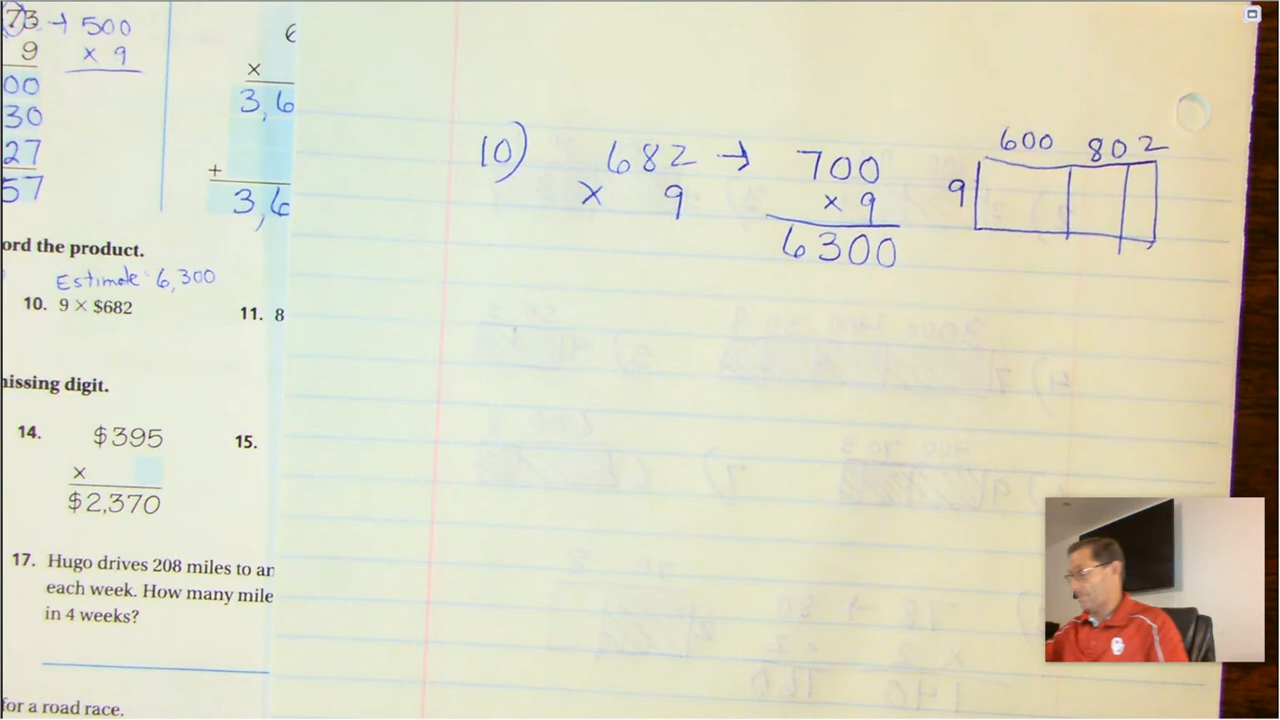 73 → 500
9 × 9
00
30
27
57
6
×
3,6
+
3,6
ord the product.
Estimate: 6,300
10. 9 × $682
11. 8
nissing digit.
14. $395
×
$2,370
15.
17. Hugo drives 208 miles to an
each week. How many mile
in 4 weeks?
for a road race.
10) 682 → 700
× 9 × 9
6300
600 80 2
9